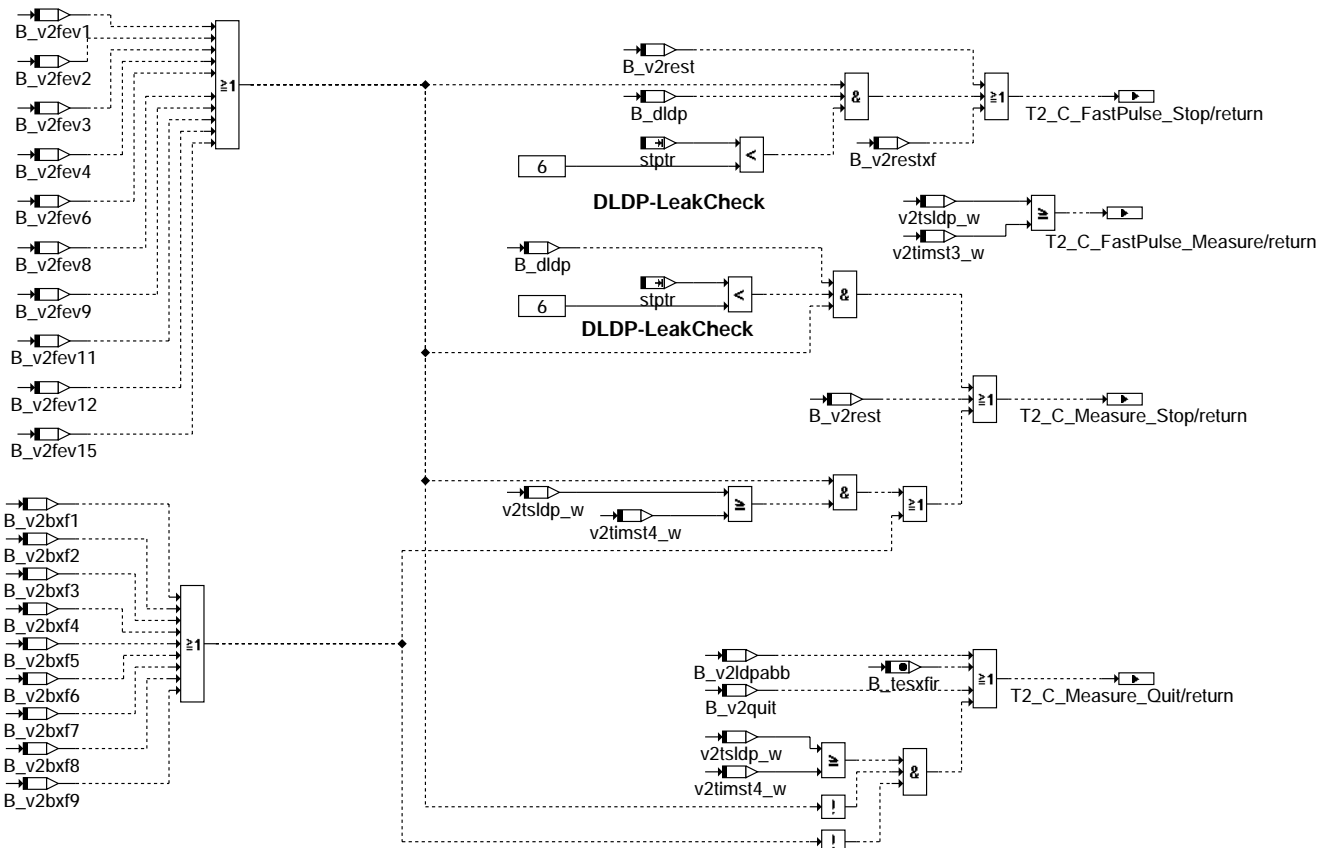 B_v2fev1
B_v2fev2
B_v2fev3
B_v2fev4
B_v2fev6
B_v2fev8
B_v2fev9
B_v2fev11
B_v2fev12
B_v2fev15
≥1
B_v2rest
B_dldp
stptr
6
<
&
B_v2restxf
≥1
T2_C_FastPulse_Stop/return
DLDP-LeakCheck
v2tsldp_w
v2timst3_w
≥
T2_C_FastPulse_Measure/return
B_dldp
stptr
6
<
&
DLDP-LeakCheck
B_v2rest
≥1
T2_C_Measure_Stop/return
v2tsldp_w
v2timst4_w
≥
&
≥1
B_v2bxf1
B_v2bxf2
B_v2bxf3
B_v2bxf4
B_v2bxf5
B_v2bxf6
B_v2bxf7
B_v2bxf8
B_v2bxf9
≥1
B_v2ldpabb
B_tesxfir
B_v2quit
≥1
T2_C_Measure_Quit/return
v2tsldp_w
v2timst4_w
≥
&
!
!